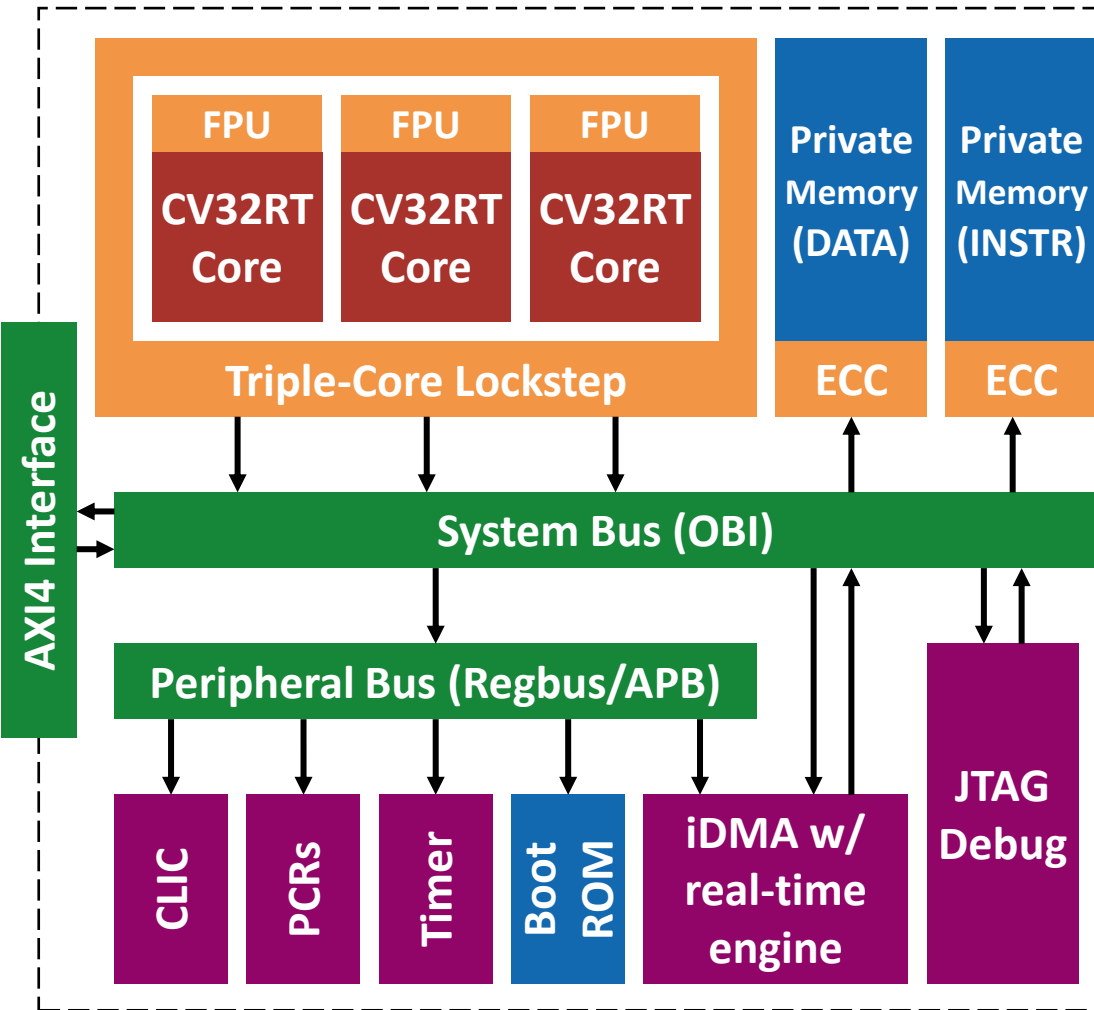 FPU
CV32RT
Core
FPU
CV32RT
Core
FPU
CV32RT
Core
Triple-Core Lockstep
Private
Memory
(DATA)
ECC
Private
Memory
(INSTR)
ECC
AXI4 Interface
System Bus (OBI)
Peripheral Bus (Regbus/APB)
CLIC
PCRs
Timer
Boot
ROM
iDMA w/
real-time
engine
JTAG
Debug